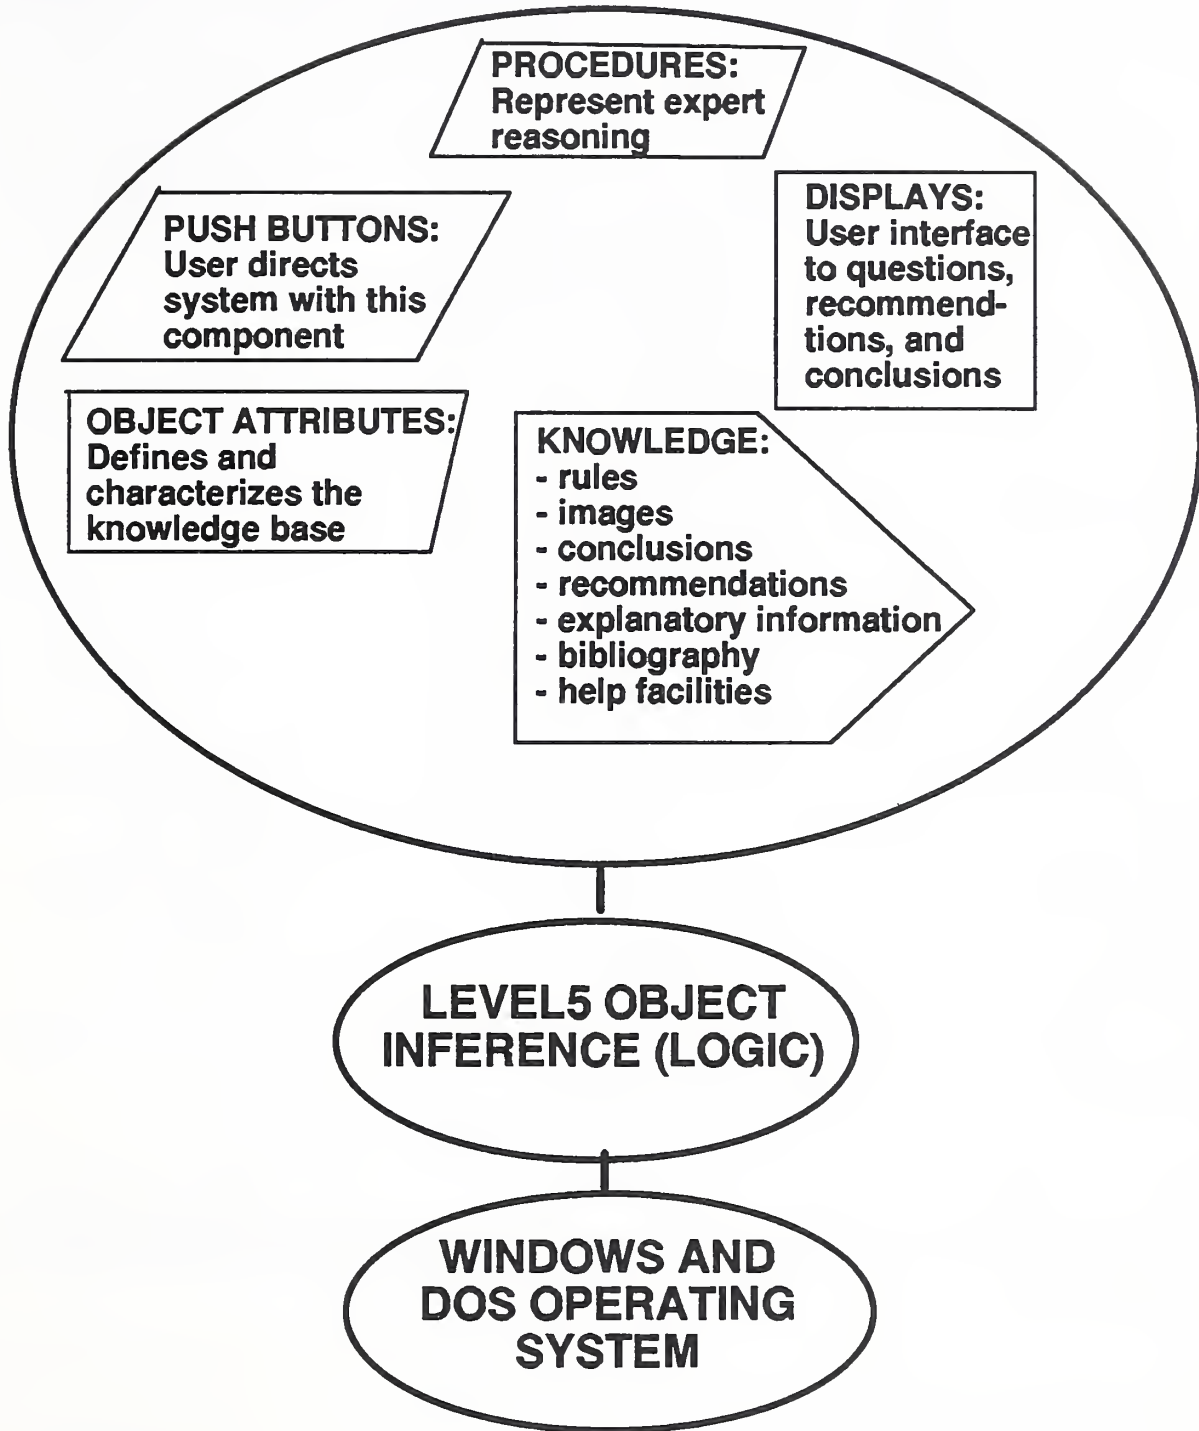 PROCEDURES:
Represent expert
reasoning
PUSH BUTTONS:
User directs
system with this
component
DISPLAYS:
User interface
to questions,
recommend-
tions, and
conclusions
OBJECT ATTRIBUTES:
Defines and
characterizes the
knowledge base
KNOWLEDGE:
- rules
- images
- conclusions
- recommendations
- explanatory information
- bibliography
- help facilities
LEVEL5 OBJECT
INFERENCE (LOGIC)
WINDOWS AND
DOS OPERATING
SYSTEM